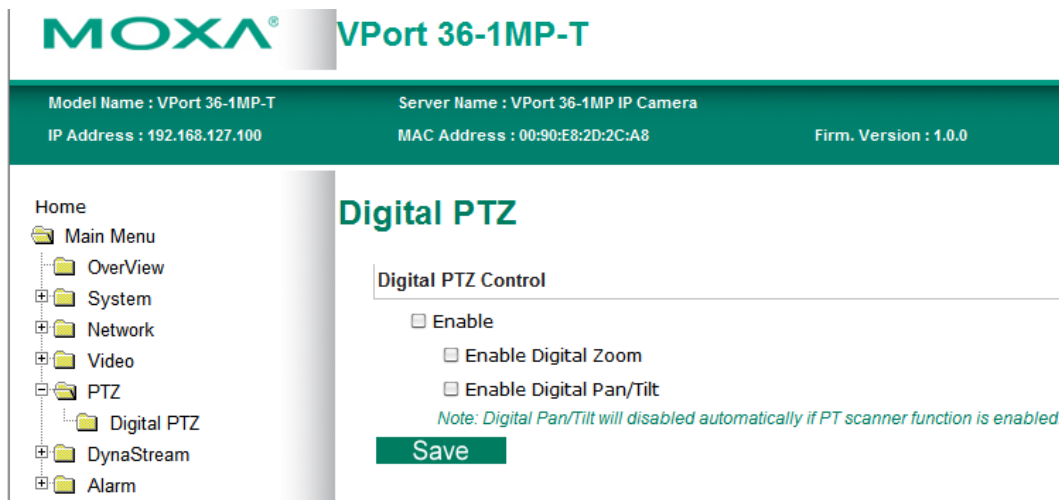 MOXA® VPort 36-1MP-T
Model Name : VPort 36-1MP-T Server Name : VPort 36-1MP IP Camera
IP Address : 192.168.127.100 MAC Address : 00:90:E8:2D:2C:A8 Firm. Version : 1.0.0
Home
Main Menu
OverView
System
Network
Video
PTZ
Digital PTZ
DynaStream
Alarm
Digital PTZ
Digital PTZ Control
Enable
Enable Digital Zoom
Enable Digital Pan/Tilt
Note: Digital Pan/Tilt will disabled automatically if PT scanner function is enabled.
Save